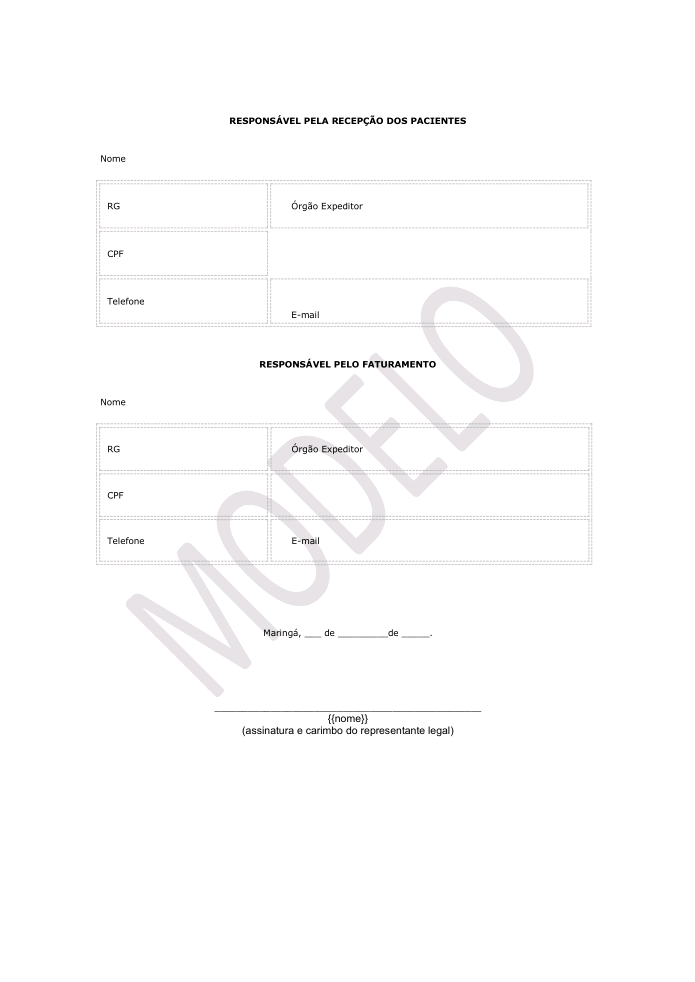 RESPONSÁVEL PELA RECEPÇÃO DOS PACIENTES
Nome
RG Órgão Expeditor
CPF
Telefone
E-mail
RESPONSÁVEL PELO FATURAMENTO
Nome
RG Órgão Expeditor
CPF
Telefone E-mail
MODELO
Maringá, ___ de _________de _____.
________________________________________________
{{nome}}
(assinatura e carimbo do representante legal)